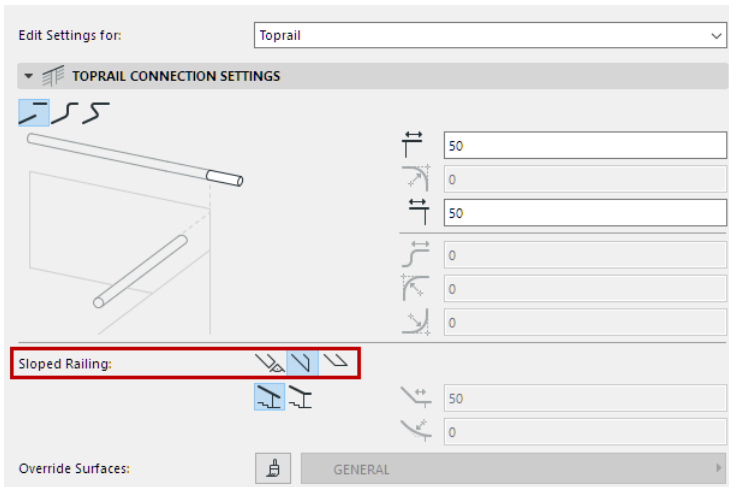 Edit Settings for:
Toprail
TOPRAIL CONNECTION SETTINGS
50
0
50
0
0
0
Sloped Railing:
50
0
Override Surfaces:
GENERAL